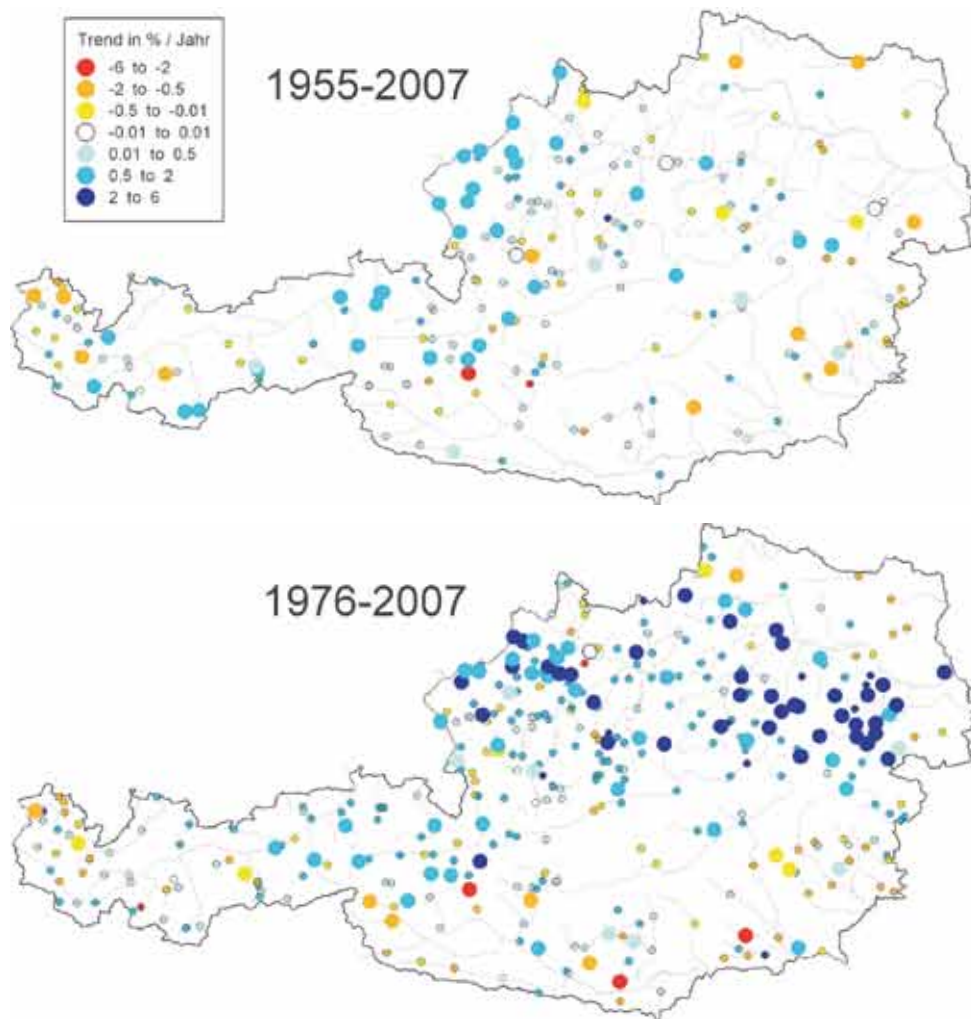 Trend in % / Jahr
-6 to -2
-2 to -0.5
-0.5 to -0.01
-0.01 to 0.01
0.01 to 0.5
0.5 to 2
2 to 6
1955-2007
1976-2007